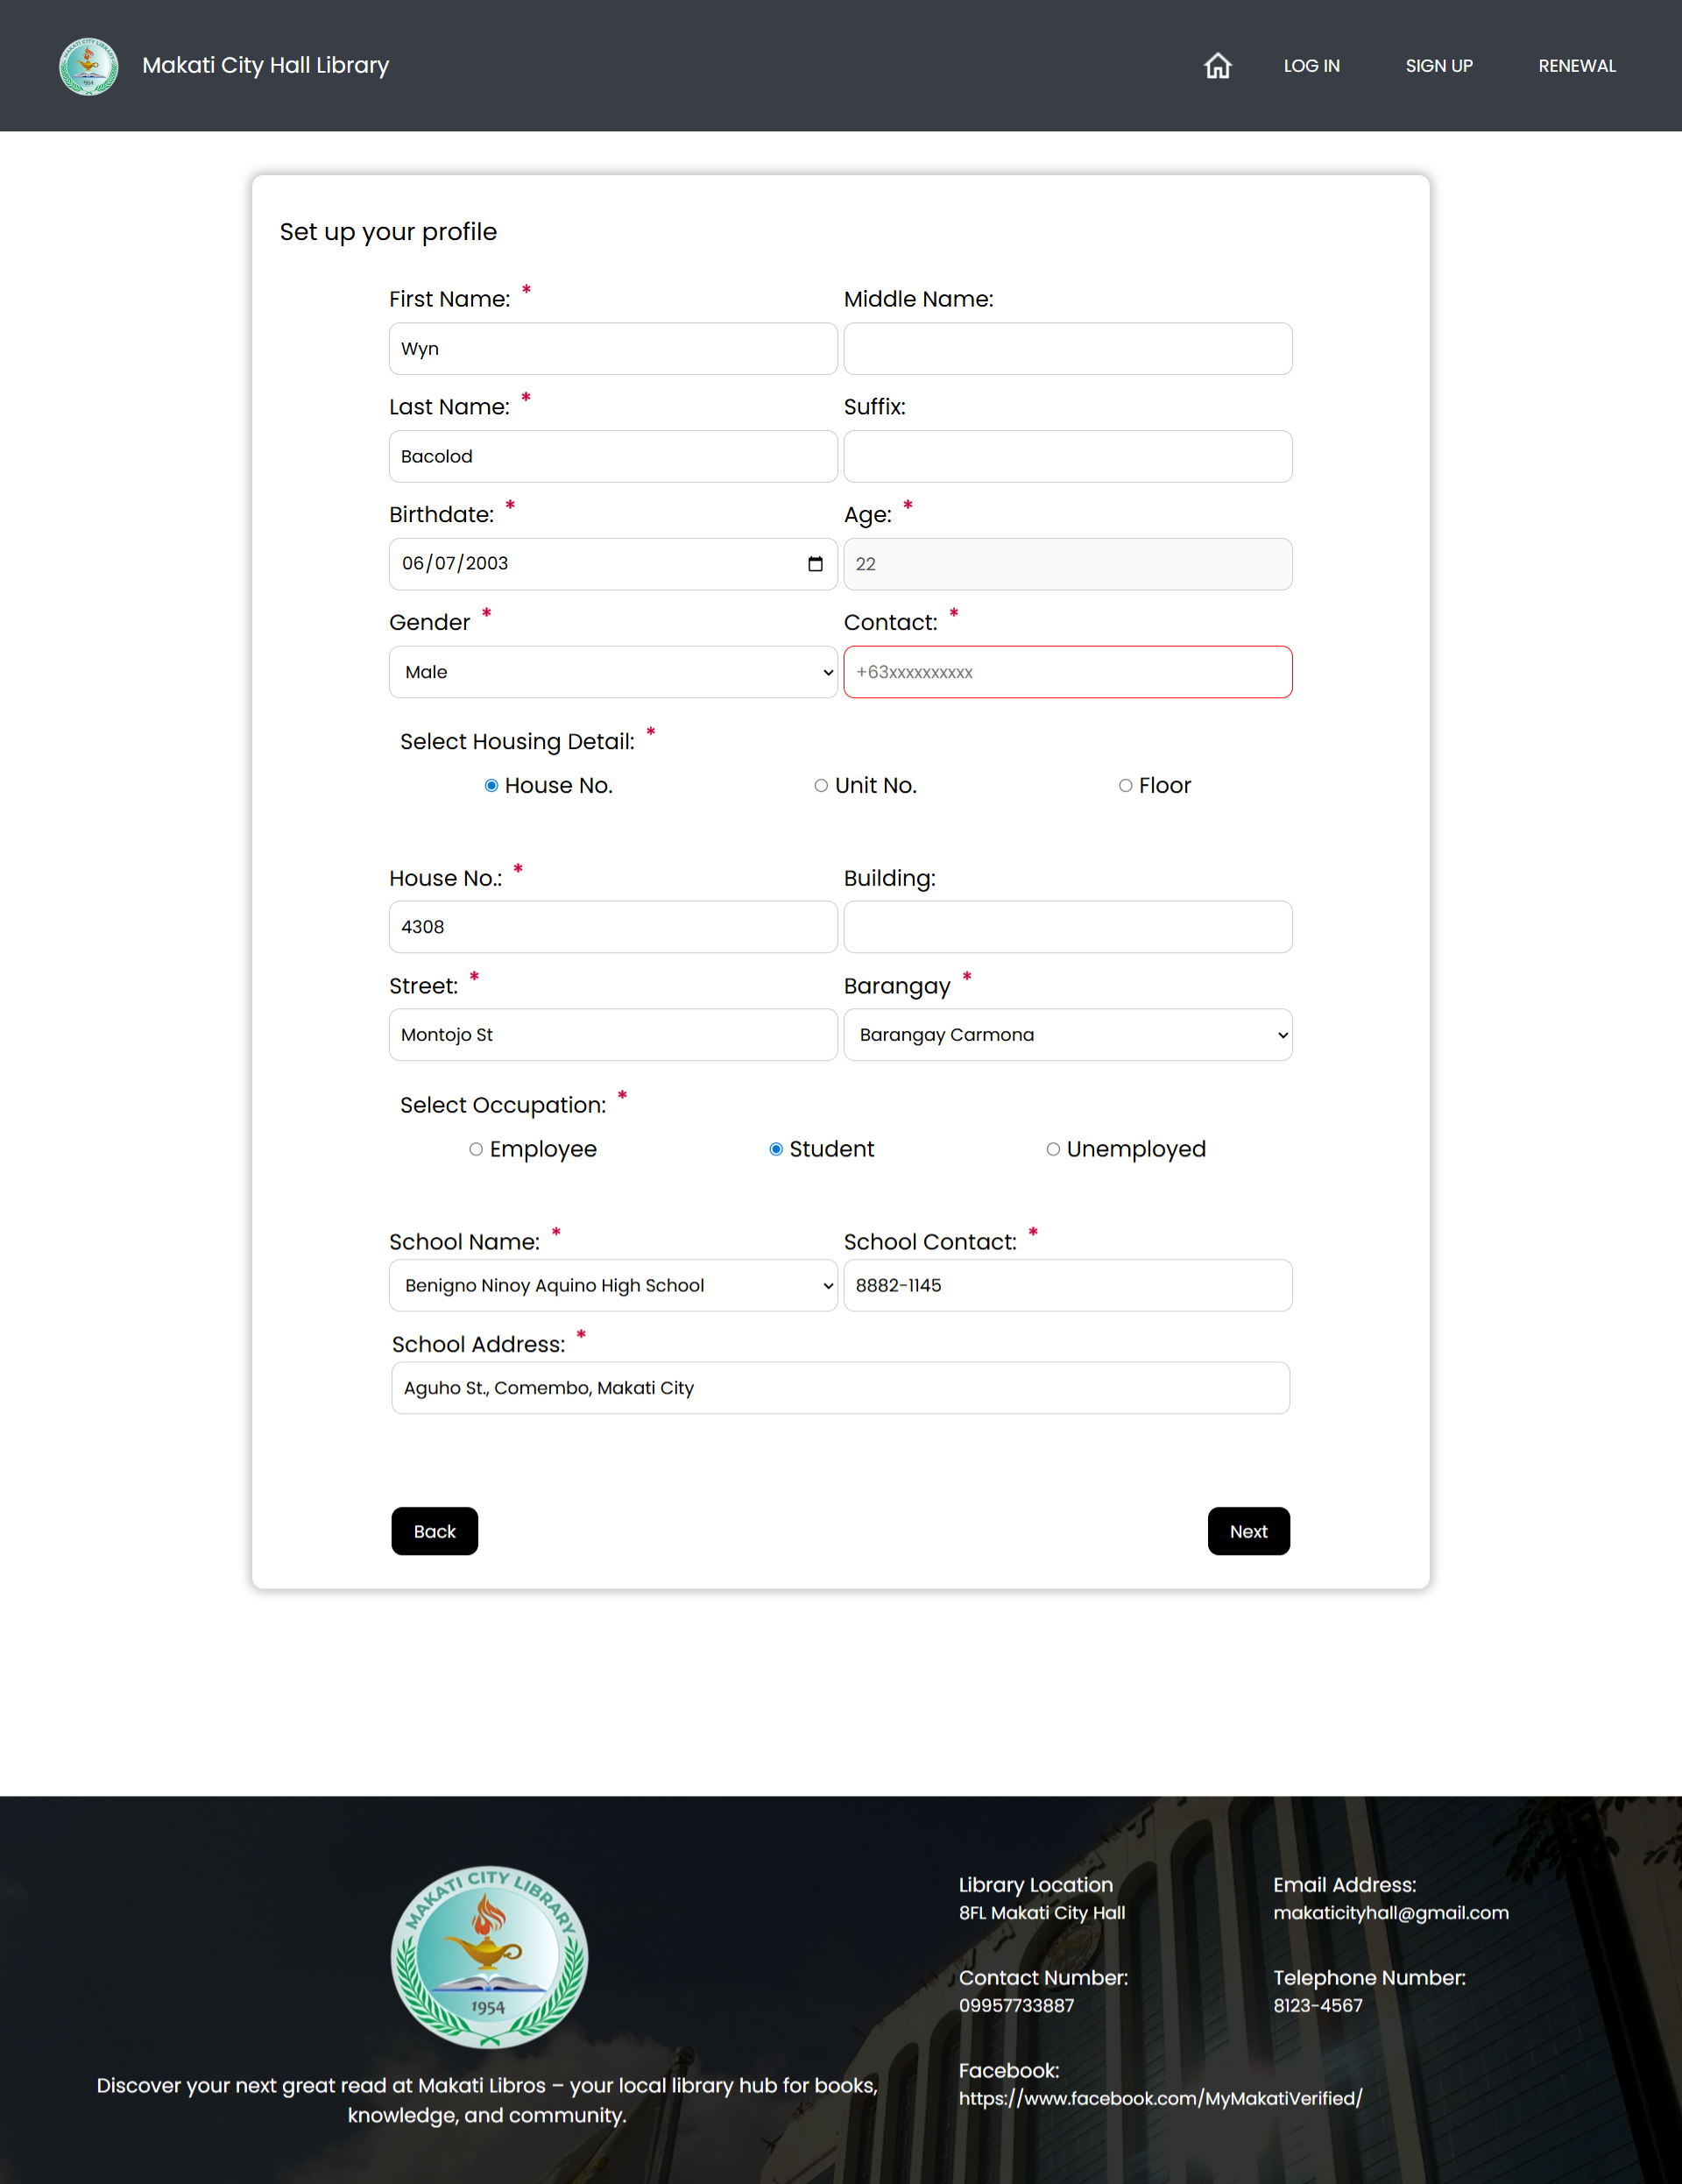 MAKATI CITY LIBRARY
1954
Makati City Hall Library
LOG IN
SIGN UP
RENEWAL
Set up your profile
First Name: *
Middle Name:
Wyn
Last Name: *
Suffix:
Bacolod
Birthdate: *
Age: *
06/07/2003
22
Gender *
Contact: *
Male
+63xxxxxxxxxx
Select Housing Detail: *
House No.
Unit No.
Floor
House No.: *
Building:
4308
Street: *
Barangay *
Montojo St
Barangay Carmona
Select Occupation: *
Employee
Student
Unemployed
School Name: *
School Contact: *
Benigno Ninoy Aquino High School
8882-1145
School Address: *
Aguho St., Comembo, Makati City
Back
Next
MAKATI CITY LIBRARY
1954
Discover your next great read at Makati Libros – your local library hub for books,
knowledge, and community.
Library Location
8FL Makati City Hall
Email Address:
makaticityhall@gmail.com
Contact Number:
09957733887
Telephone Number:
8123-4567
Facebook:
https://www.facebook.com/MyMakatiVerified/